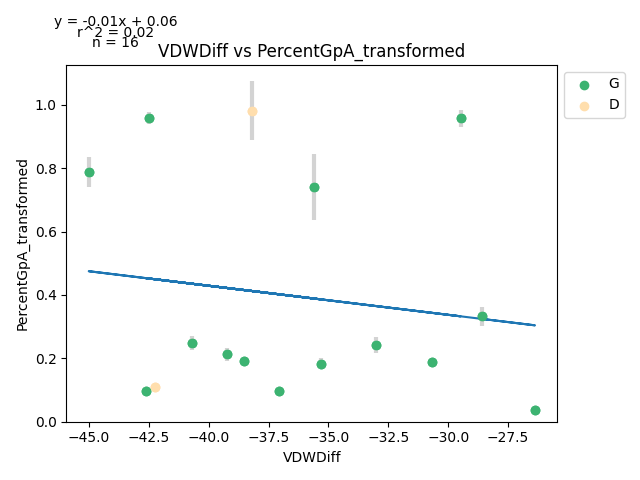 y = -0.01x + 0.06
r^2 = 0.02
n = 16
VDWDiff vs PercentGpA_transformed
G
D
PercentGpA_transformed
1.0
0.8
0.6
0.4
0.2
0.0
−45.0 −42.5 −40.0 −37.5 −35.0 −32.5 −30.0 −27.5
VDWDiff